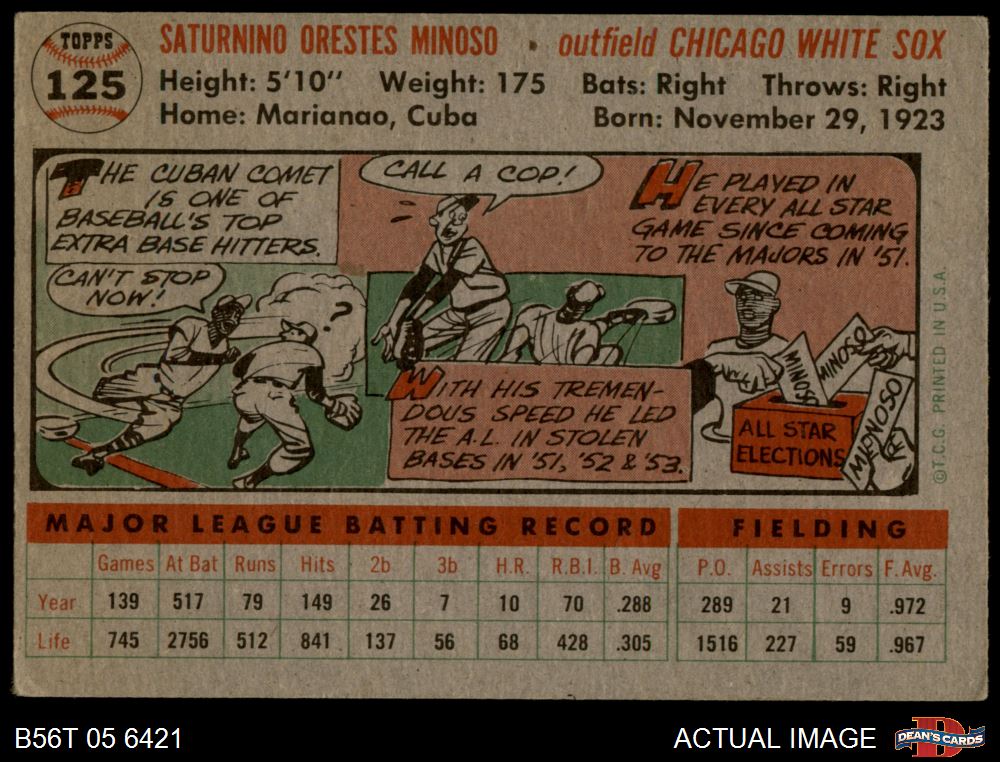 TOPPS
125
SATURNINO ORESTES MINOSO · outfield CHICAGO WHITE SOX
Height: 5'10" Weight: 175 Bats: Right Throws: Right
Home: Marianao, Cuba Born: November 29, 1923
THE CUBAN COMET
IS ONE OF
BASEBALL'S TOP
EXTRA BASE HITTERS.
CAN'T STOP
NOW!
?
CALL A COP!
WITH HIS TREMEN-
DOUS SPEED HE LED
THE A.L. IN STOLEN
BASES IN '51, '52 & '53.
HE PLAYED IN
EVERY ALL STAR
GAME SINCE COMING
TO THE MAJORS IN '51.
MINOSO
MINOSO
MIENOSO
ALL STAR
ELECTIONS
©T.C.G. PRINTED IN U.S.A.
MAJOR LEAGUE BATTING RECORD FIELDING
Games At Bat Runs Hits 2b 3b H.R. R.B.I. B. Avg P.O. Assists Errors F. Avg.
Year 139 517 79 149 26 7 10 70 .288 289 21 9 .972
Life 745 2756 512 841 137 56 68 428 .305 1516 227 59 .967
B56T 05 6421 ACTUAL IMAGE DEAN'S CARDS